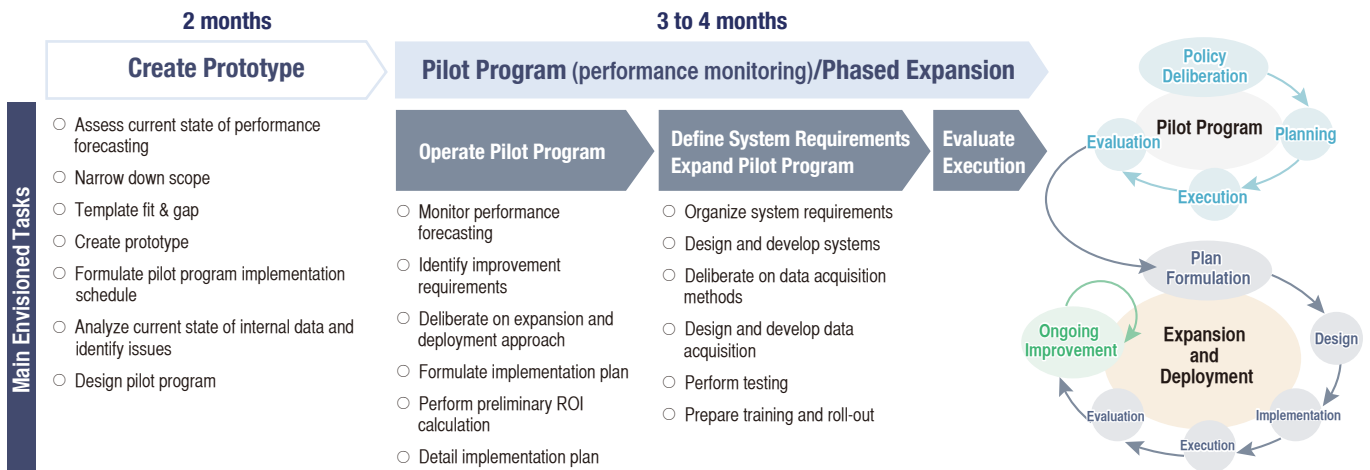 2 months
Create Prototype
Main Envisioned Tasks
○ Assess current state of performance
forecasting
○ Narrow down scope
○ Template fit & gap
○ Create prototype
○ Formulate pilot program implementation
schedule
○ Analyze current state of internal data and
identify issues
○ Design pilot program
3 to 4 months
Pilot Program (performance monitoring)/Phased Expansion
Operate Pilot Program
○ Monitor performance
forecasting
○ Identify improvement
requirements
○ Deliberate on expansion and
deployment approach
○ Formulate implementation plan
○ Perform preliminary ROI
calculation
○ Detail implementation plan
Define System Requirements
Expand Pilot Program
○ Organize system requirements
○ Design and develop systems
○ Deliberate on data acquisition
methods
○ Design and develop data
acquisition
○ Perform testing
○ Prepare training and roll-out
Evaluate
Execution
Policy
Deliberation
Pilot Program
Planning
Evaluation
Execution
Plan
Formulation
Ongoing
Improvement
Expansion
and
Deployment
Design
Implementation
Execution
Evaluation